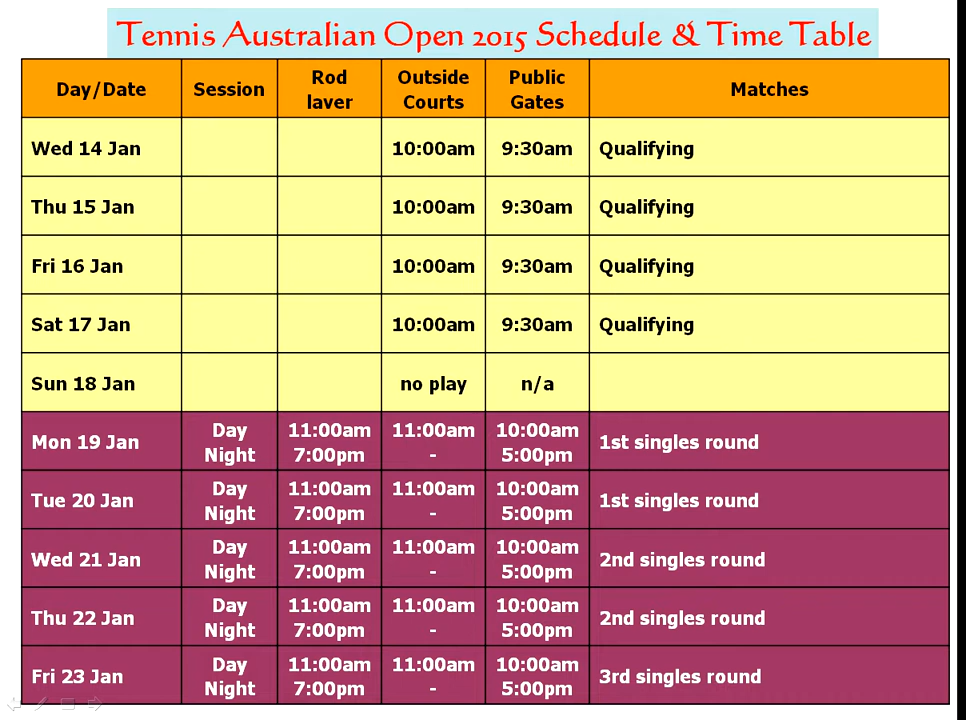 Tennis Australian Open 2015 Schedule & Time Table
Day/Date Session Rod laver Outside Courts Public Gates Matches
Wed 14 Jan 10:00am 9:30am Qualifying
Thu 15 Jan 10:00am 9:30am Qualifying
Fri 16 Jan 10:00am 9:30am Qualifying
Sat 17 Jan 10:00am 9:30am Qualifying
Sun 18 Jan no play n/a
Mon 19 Jan Day 11:00am 11:00am 10:00am 1st singles round
Night 7:00pm - 5:00pm
Tue 20 Jan Day 11:00am 11:00am 10:00am 1st singles round
Night 7:00pm - 5:00pm
Wed 21 Jan Day 11:00am 11:00am 10:00am 2nd singles round
Night 7:00pm - 5:00pm
Thu 22 Jan Day 11:00am 11:00am 10:00am 2nd singles round
Night 7:00pm - 5:00pm
Fri 23 Jan Day 11:00am 11:00am 10:00am 3rd singles round
Night 7:00pm - 5:00pm